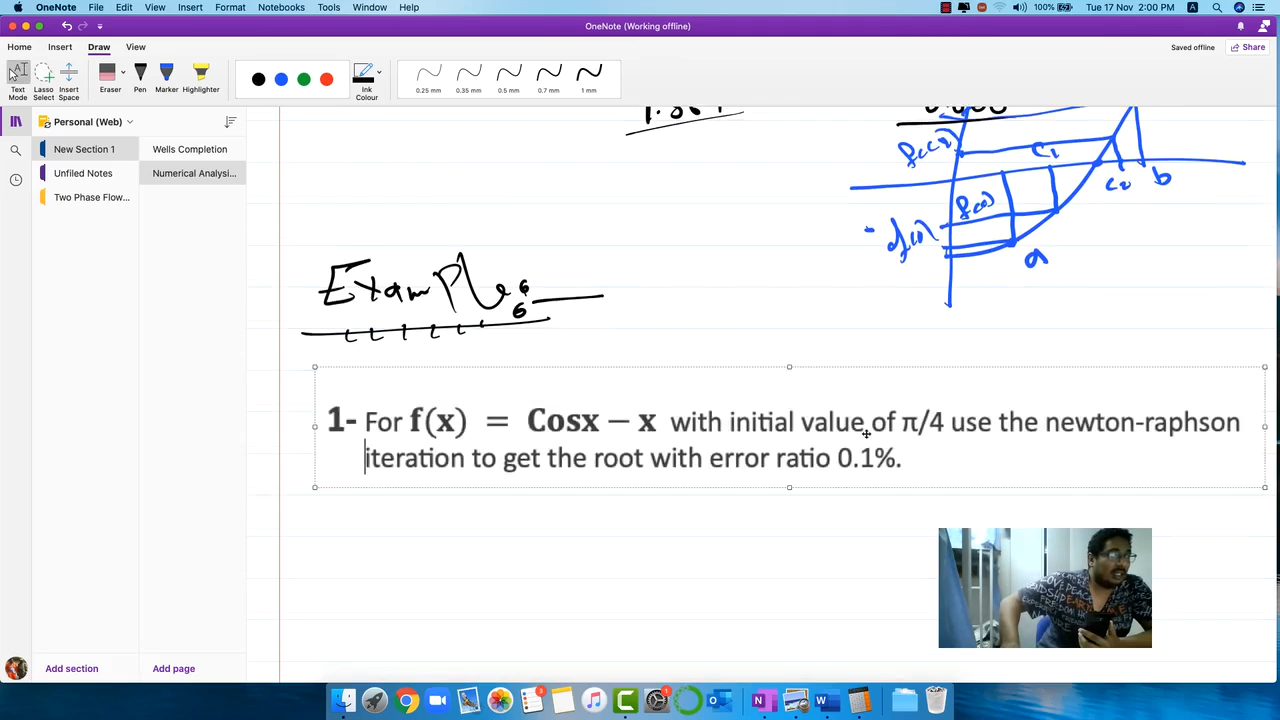 OneNote File Edit View Insert Format Notebooks Tools Window Help 100% A Tue 17 Nov 2:00 PM
OneNote (Working offline)
Home Insert Draw View Saved offline Share
Text Mode Lasso Select Insert Space Eraser Pen Marker Highlighter Ink Colour 0.25 mm 0.35 mm 0.5 mm 0.7 mm 1 mm
Personal (Web)
New Section 1 Wells Completion
Unfiled Notes Numerical Analysi...
Two Phase Flow...
C1
C2 b
f(a)
a
Examples
1- For f(x) = Cosx − x with initial value of π/4 use the newton-raphson
iteration to get the root with error ratio 0.1%.
Add section Add page